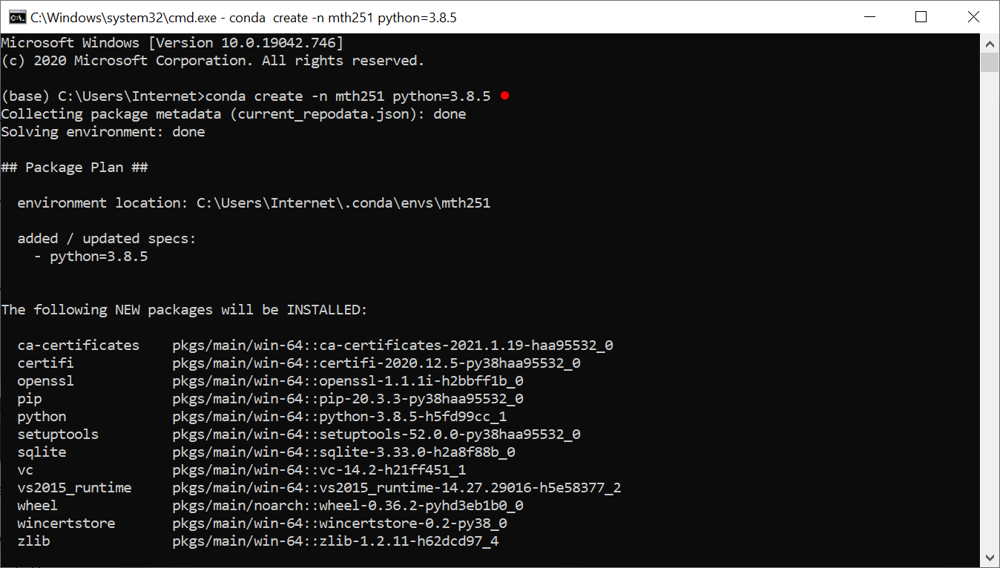 C:\Windows\system32\cmd.exe - conda  create -n mth251 python=3.8.5
Microsoft Windows [Version 10.0.19042.746]
(c) 2020 Microsoft Corporation. All rights reserved.
(base) C:\Users\Internet>conda create -n mth251 python=3.8.5
Collecting package metadata (current_repodata.json): done
Solving environment: done
## Package Plan ##
environment location: C:\Users\Internet\.conda\envs\mth251
added / updated specs:
- python=3.8.5
The following NEW packages will be INSTALLED:
ca-certificates    pkgs/main/win-64::ca-certificates-2021.1.19-haa95532_0
certifi            pkgs/main/win-64::certifi-2020.12.5-py38haa95532_0
openssl            pkgs/main/win-64::openssl-1.1.1i-h2bbff1b_0
pip                pkgs/main/win-64::pip-20.3.3-py38haa95532_0
python             pkgs/main/win-64::python-3.8.5-h5fd99cc_1
setuptools         pkgs/main/win-64::setuptools-52.0.0-py38haa95532_0
sqlite             pkgs/main/win-64::sqlite-3.33.0-h2a8f88b_0
vc                 pkgs/main/win-64::vc-14.2-h21ff451_1
vs2015_runtime     pkgs/main/win-64::vs2015_runtime-14.27.29016-h5e58377_2
wheel              pkgs/main/noarch::wheel-0.36.2-pyhd3eb1b0_0
wincertstore       pkgs/main/win-64::wincertstore-0.2-py38_0
zlib               pkgs/main/win-64::zlib-1.2.11-h62dcd97_4